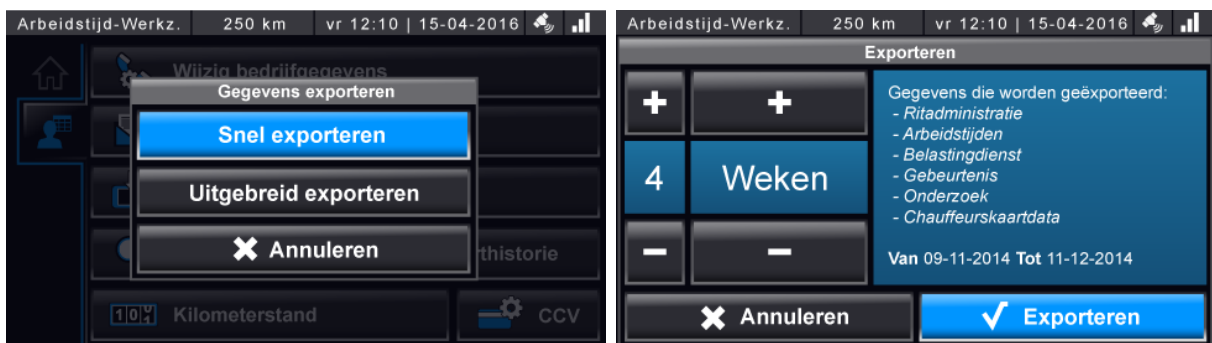 Arbeidstijd-Werkz. 250 km vr 12:10 | 15-04-2016
Wijzig bedrijfgegevens
Gegevens exporteren
Snel exporteren
Uitgebreid exporteren
Annuleren
rthistorie
Kilometerstand
CCV
Arbeidstijd-Werkz. 250 km vr 12:10 | 15-04-2016
Exporteren
+ +
4 Weken
- -
Gegevens die worden geëxporteerd:
- Ritadministratie
- Arbeidstijden
- Belastingdienst
- Gebeurtenis
- Onderzoek
- Chauffeurskaartdata
Van 09-11-2014 Tot 11-12-2014
Annuleren
Exporteren